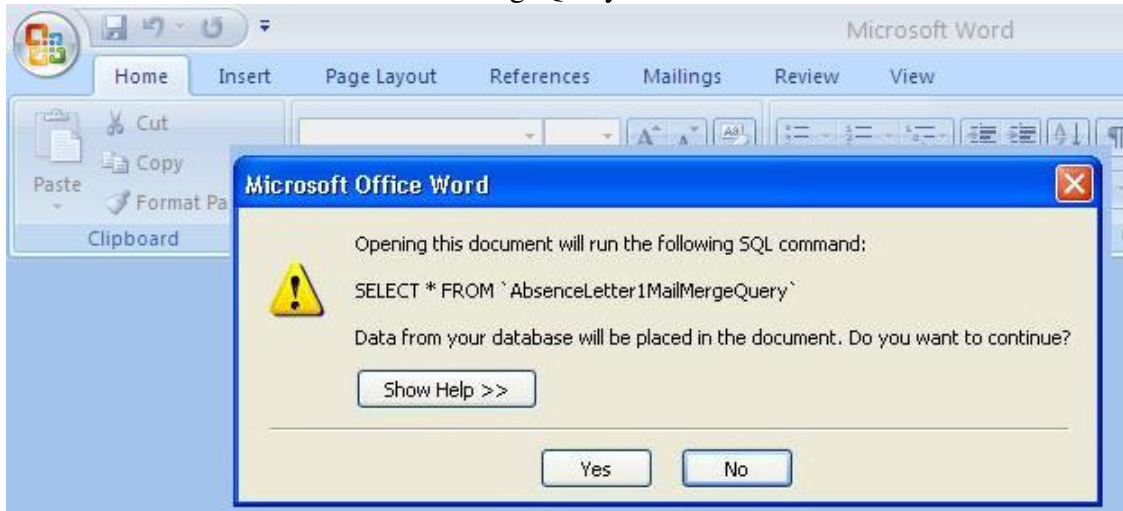 Microsoft Word
Home Insert Page Layout References Mailings Review View
Cut
Copy
Paste
Format Pa
Clipboard
Microsoft Office Word
Opening this document will run the following SQL command:
SELECT * FROM `AbsenceLetter1MailMergeQuery`
Data from your database will be placed in the document. Do you want to continue?
Show Help >>
Yes No